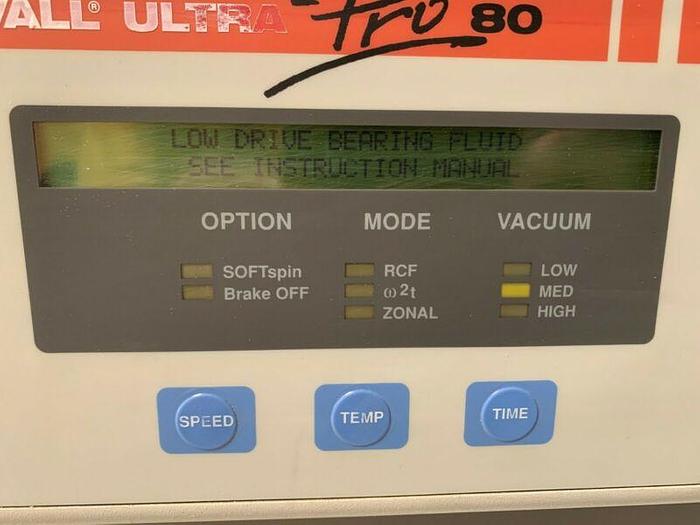 VALL® ULTRA Pro 80
LOW DRIVE BEARING FLUID
SEE INSTRUCTION MANUAL
OPTION MODE VACUUM
SOFTspin RCF LOW
Brake OFF ω²t MED
ZONAL HIGH
SPEED TEMP TIME